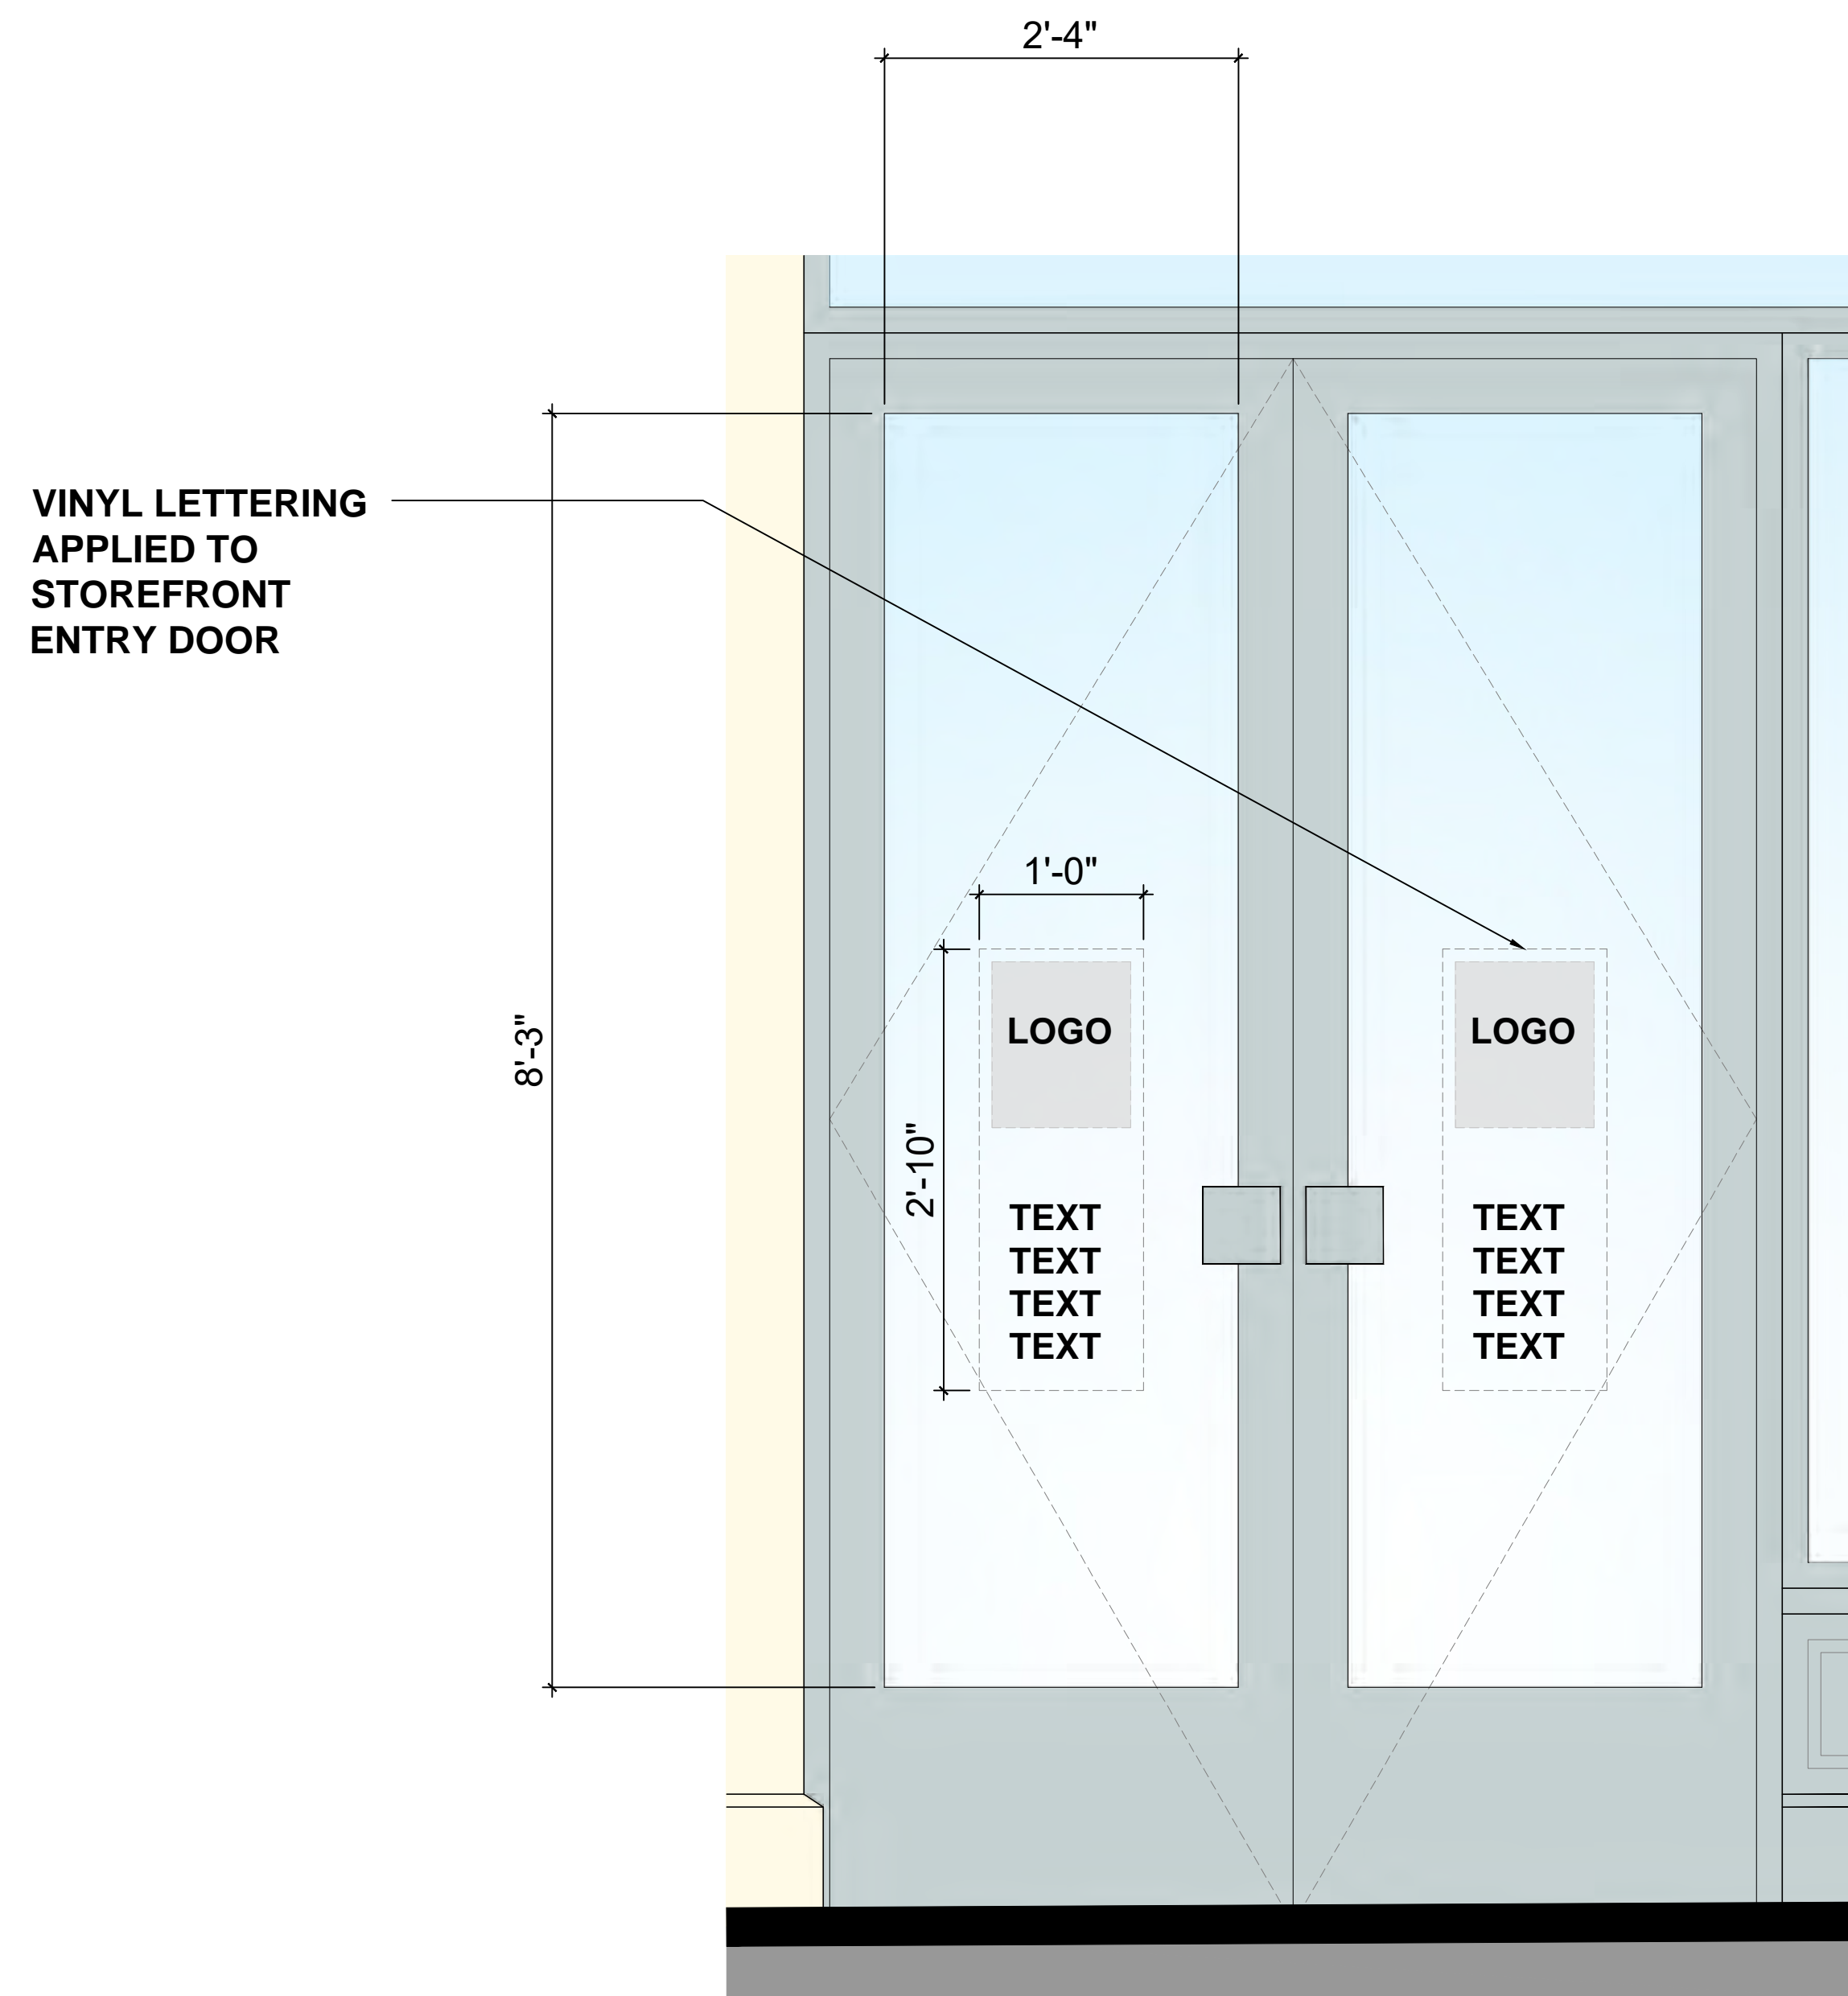 2'-4"
VINYL LETTERING
APPLIED TO
STOREFRONT
ENTRY DOOR
1'-0"
8'-3"
2'-10"
LOGO
TEXT
TEXT
TEXT
TEXT
LOGO
TEXT
TEXT
TEXT
TEXT